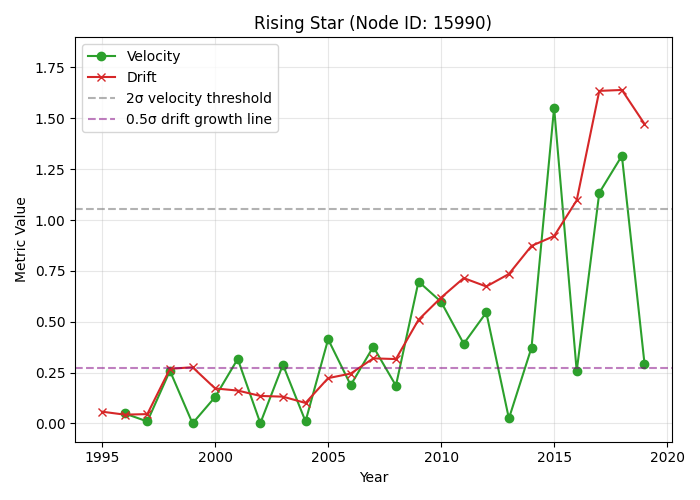 Rising Star (Node ID: 15990)
Velocity
Drift
2σ velocity threshold
0.5σ drift growth line
Metric Value
1.75
1.50
1.25
1.00
0.75
0.50
0.25
0.00
1995 2000 2005 2010 2015 2020
Year